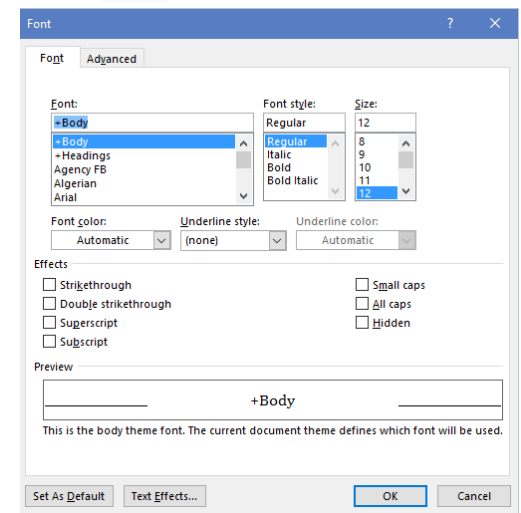 Font ?
Font Advanced
Font: Font style: Size:
+Body Regular 12
+Body Regular 8
+Headings Italic 9
Agency FB Bold 10
Algerian Bold Italic 11
Arial 12
Font color: Underline style: Underline color:
Automatic (none) Automatic
Effects
Strikethrough Small caps
Double strikethrough All caps
Superscript Hidden
Subscript
Preview
+Body
This is the body theme font. The current document theme defines which font will be used.
Set As Default Text Effects... OK Cancel